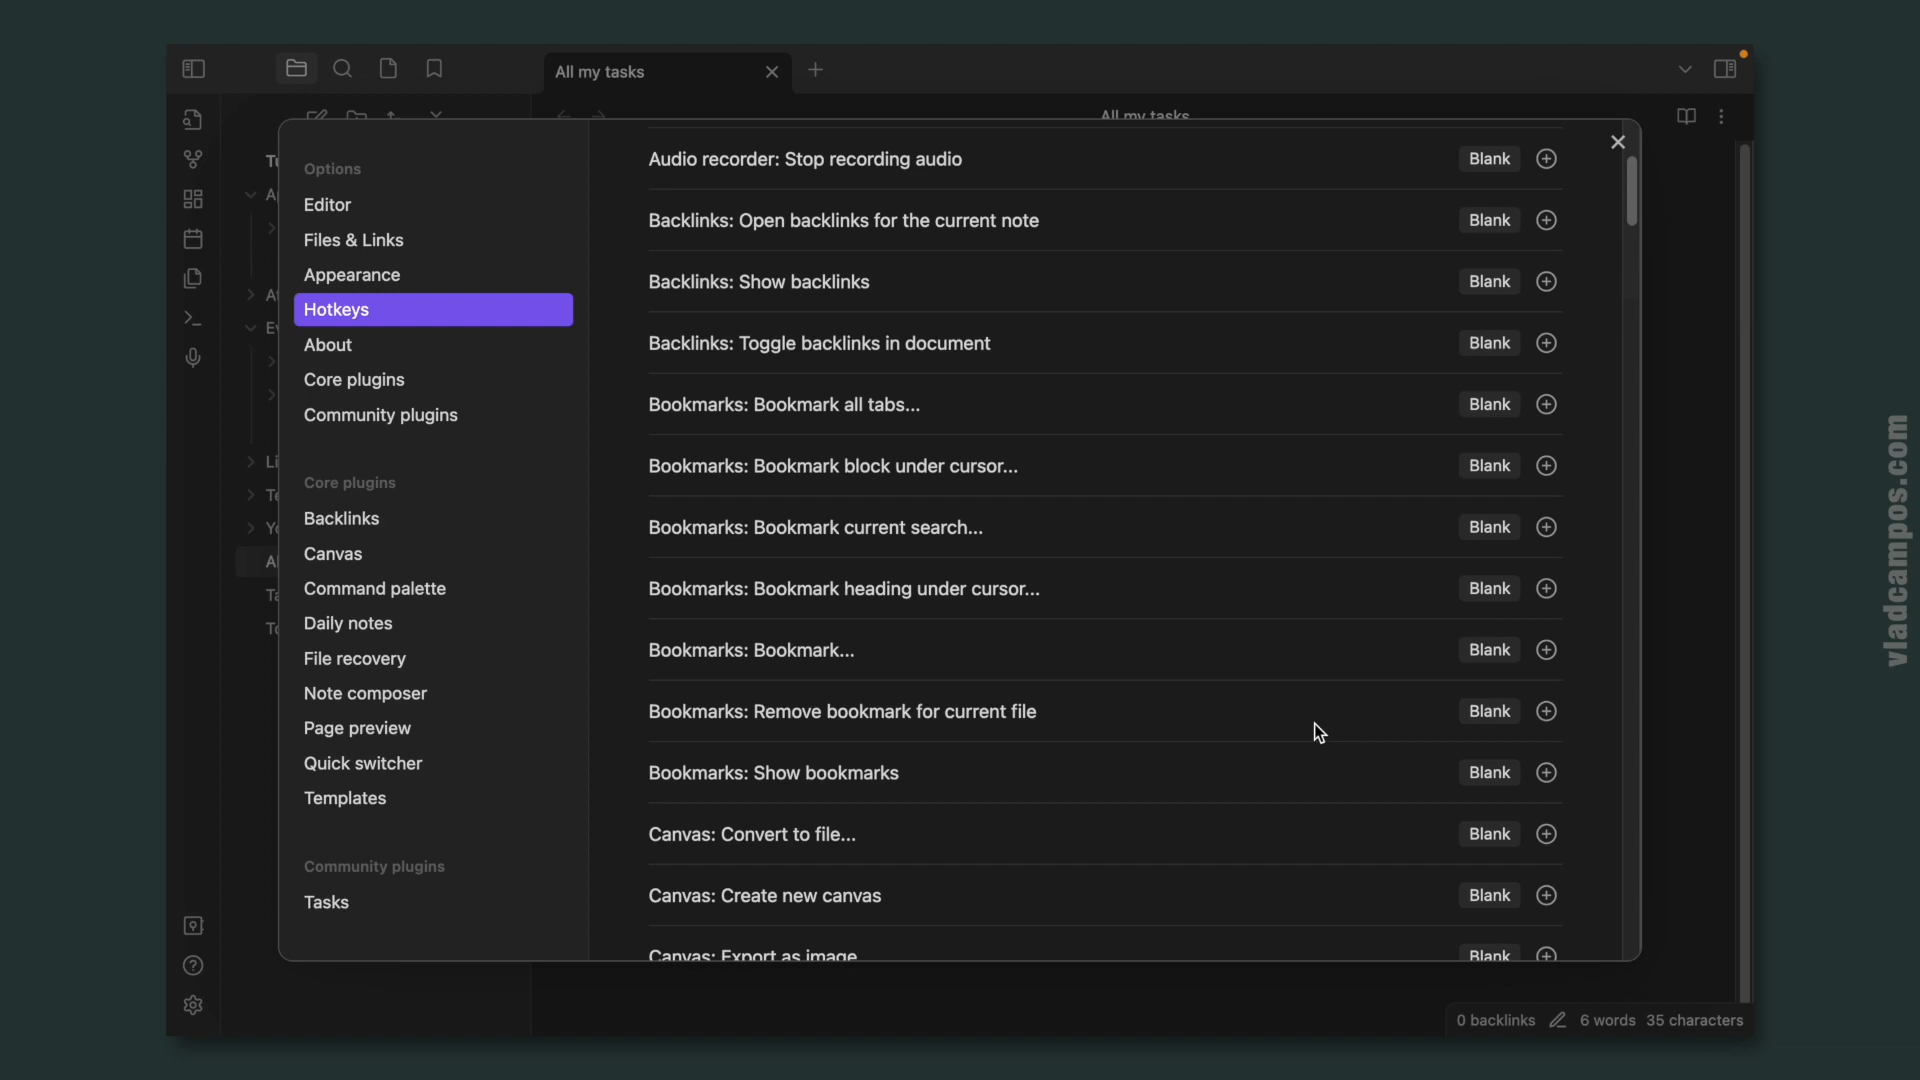 All my tasks
All my tasks
Options
Editor
Files & Links
Appearance
Hotkeys
About
Core plugins
Community plugins
Core plugins
Backlinks
Canvas
Command palette
Daily notes
File recovery
Note composer
Page preview
Quick switcher
Templates
Community plugins
Tasks
Audio recorder: Stop recording audio Blank
Backlinks: Open backlinks for the current note Blank
Backlinks: Show backlinks Blank
Backlinks: Toggle backlinks in document Blank
Bookmarks: Bookmark all tabs... Blank
Bookmarks: Bookmark block under cursor... Blank
Bookmarks: Bookmark current search... Blank
Bookmarks: Bookmark heading under cursor... Blank
Bookmarks: Bookmark... Blank
Bookmarks: Remove bookmark for current file Blank
Bookmarks: Show bookmarks Blank
Canvas: Convert to file... Blank
Canvas: Create new canvas Blank
Canvas: Export as image Blank
0 backlinks 6 words 35 characters
vladcampos.com